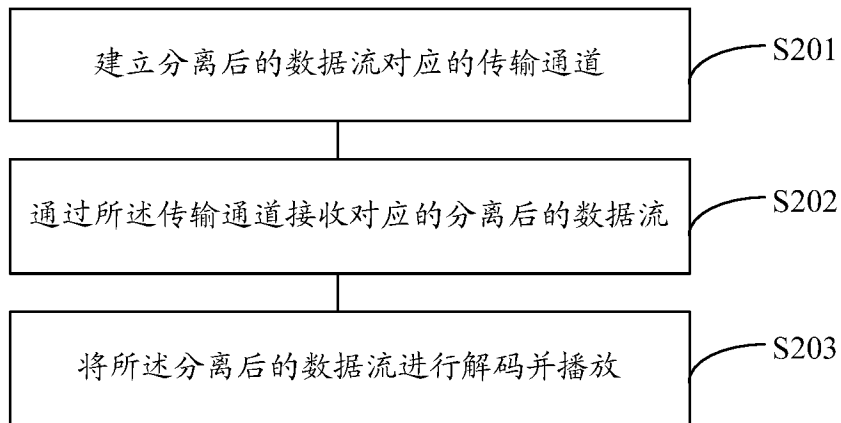 建立分离后的数据流对应的传输通道
S201
通过所述传输通道接收对应的分离后的数据流
S202
将所述分离后的数据流进行解码并播放
S203